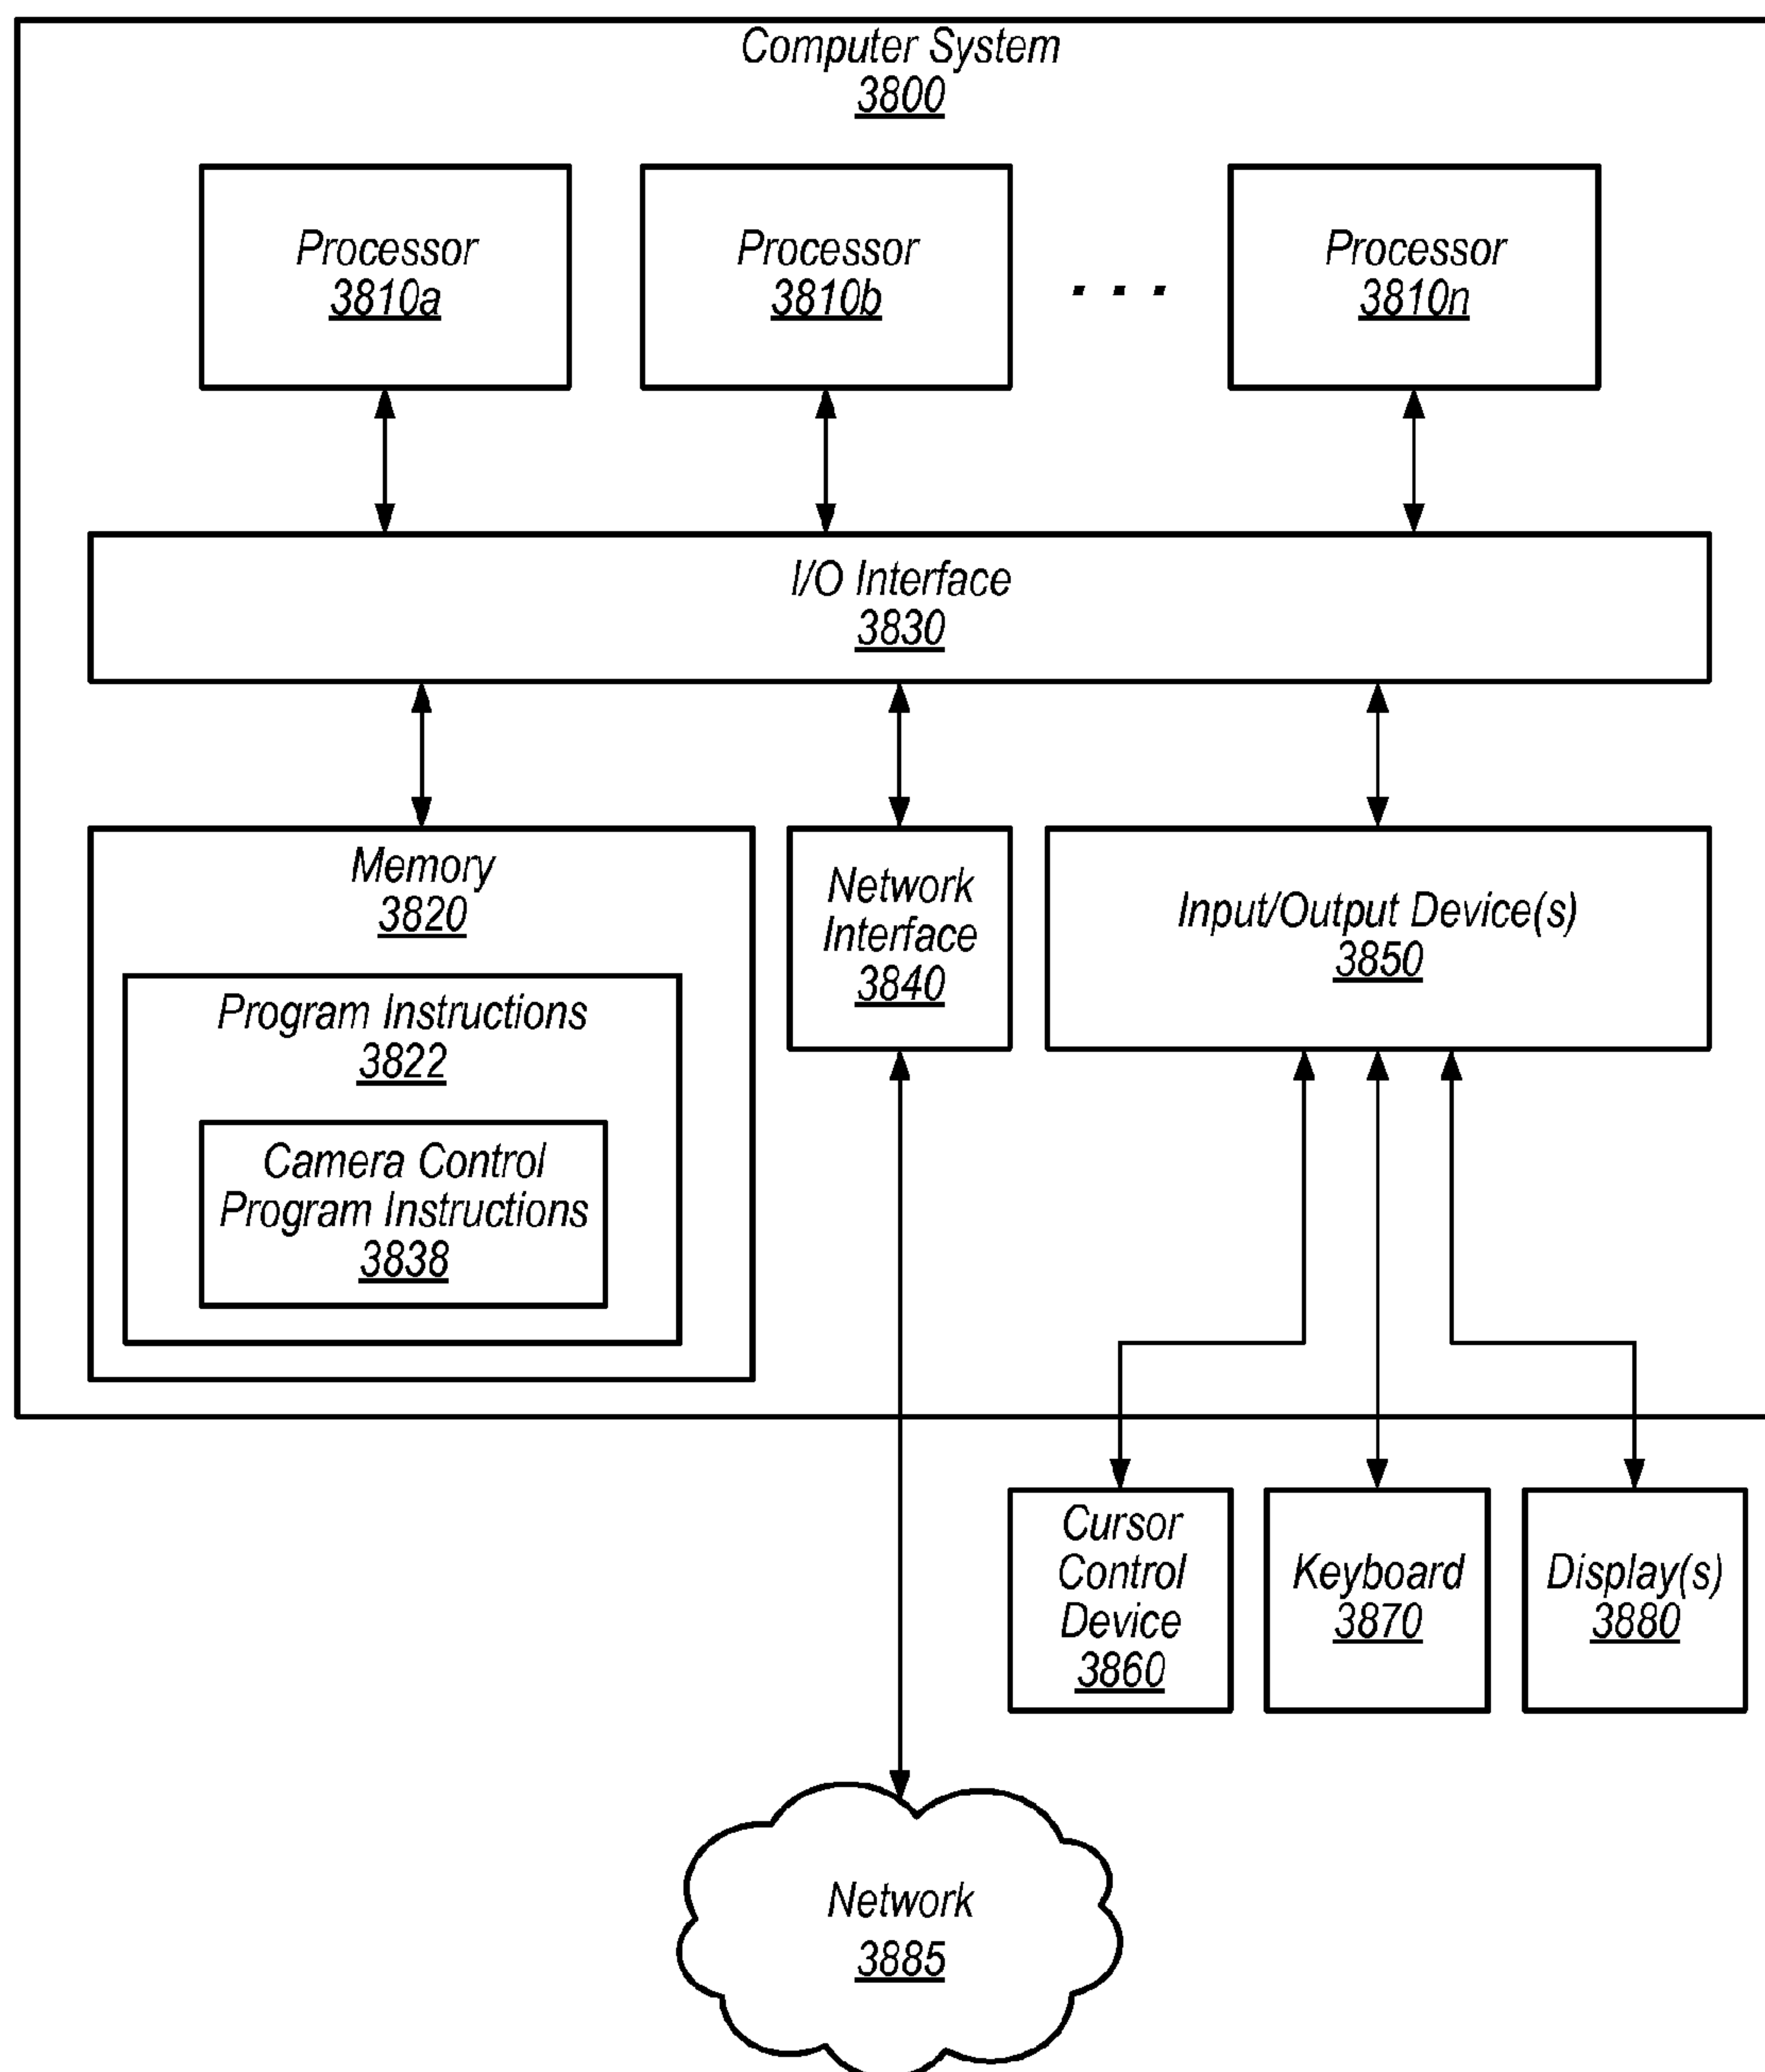 Computer System
3800
Processor
3810a
Processor
3810b
. . .
Processor
3810n
I/O Interface
3830
Memory
3820
Program Instructions
3822
Camera Control
Program Instructions
3838
Network
Interface
3840
Input/Output Device(s)
3850
Cursor
Control
Device
3860
Keyboard
3870
Display(s)
3880
Network
3885